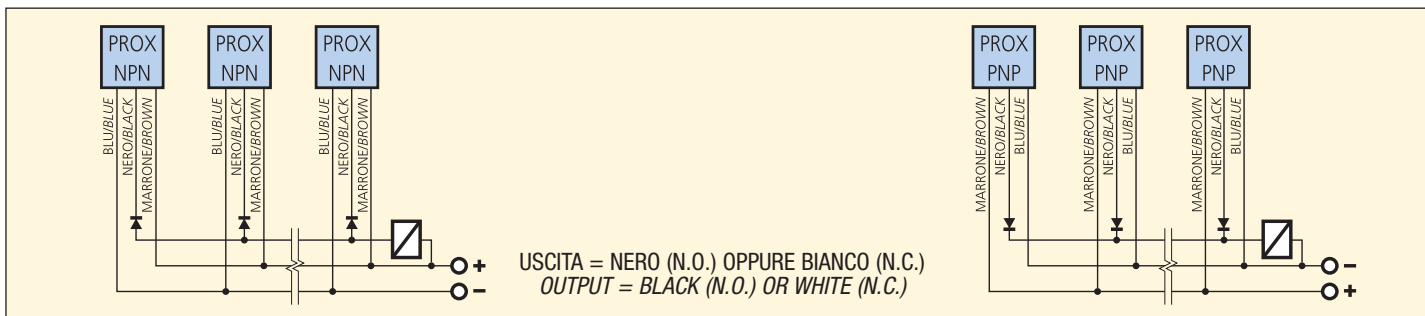 PROX
NPN
PROX
NPN
PROX
NPN
PROX
PNP
PROX
PNP
PROX
PNP
BLU/BLUE
NERO/BLACK
MARRONE/BROWN
BLU/BLUE
NERO/BLACK
MARRONE/BROWN
BLU/BLUE
NERO/BLACK
MARRONE/BROWN
MARRONE/BROWN
NERO/BLACK
BLU/BLUE
MARRONE/BROWN
NERO/BLACK
BLU/BLUE
MARRONE/BROWN
NERO/BLACK
BLU/BLUE
+
-
USCITA = NERO (N.O.) OPPURE BIANCO (N.C.)
OUTPUT = BLACK (N.O.) OR WHITE (N.C.)
-
+